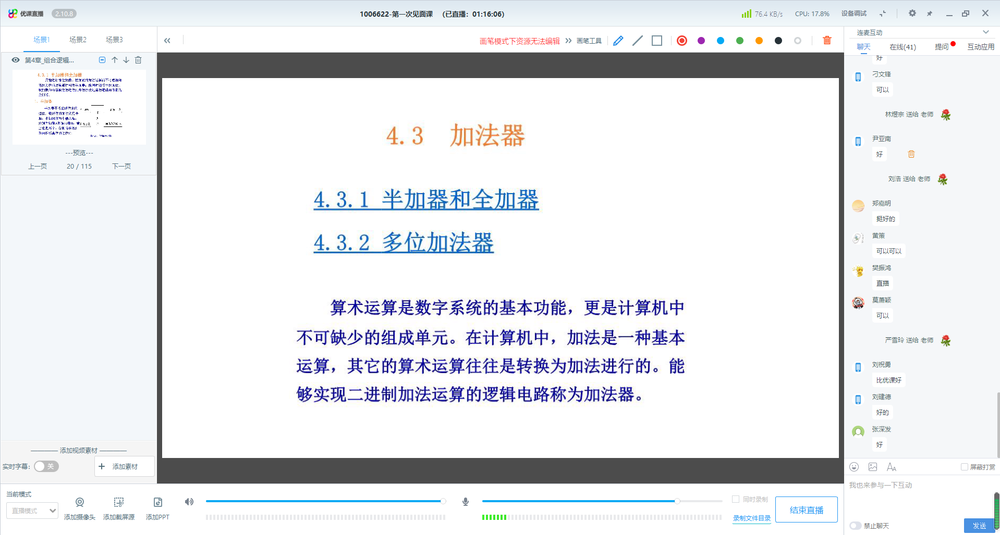 优课直播 2.10.8
1006622-第一次见面课 (已直播：01:16:06)
76.4 KB/s CPU: 17.8% 设备调试
场景1 场景2 场景3
画笔模式下资源无法编辑 画笔工具
第4章_组合逻辑...
4.3.1 半加器和全加器
1、半加器
---预览---
上一页 20 / 115 下一页
添加视频素材
实时字幕: 关
添加素材
4.3 加法器
4.3.1 半加器和全加器
4.3.2 多位加法器
算术运算是数字系统的基本功能，更是计算机中
不可缺少的组成单元。在计算机中，加法是一种基本
运算，其它的算术运算往往是转换为加法进行的。能
够实现二进制加法运算的逻辑电路称为加法器。
连麦互动
聊天 在线(41) 提问 互动应用
好
刁文锋
可以
林煜宗 送给 老师
尹亚南
好
刘浩 送给 老师
郑嘉明
挺好的
黄策
可以可以
樊振鸿
直播
莫萧颖
可以
严雪玲 送给 老师
刘祝勇
比优课好
刘建德
好的
张深发
好
屏蔽打赏
我也来参与一下互动
禁止聊天
发送
当前模式
直播模式
添加摄像头 添加截屏源 添加PPT
同时录制
录制文件目录
结束直播